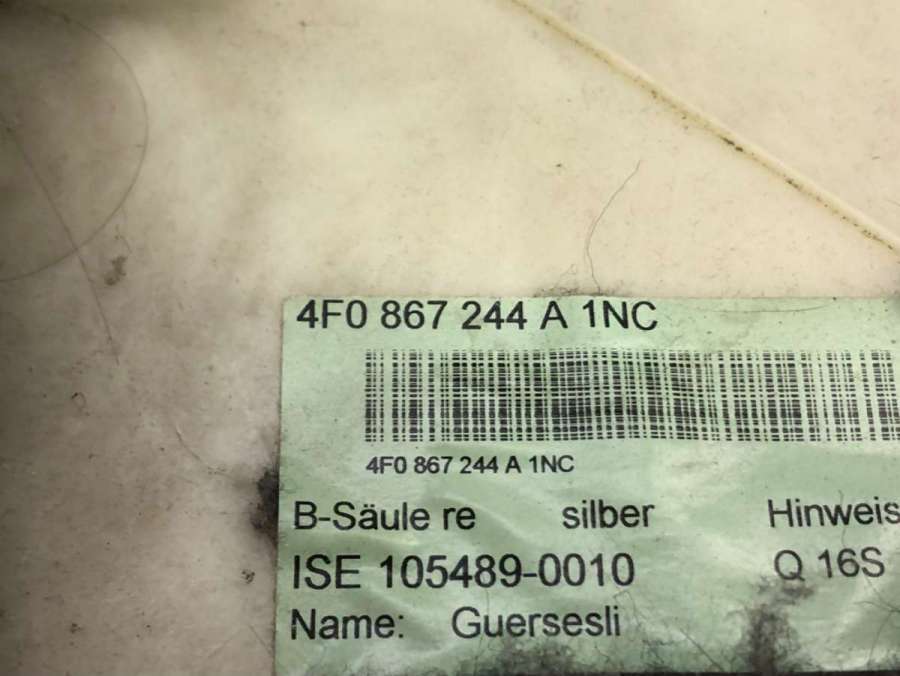 4F0 867 244 A 1NC
4F0 867 244 A 1NC
B-Säule re silber Hinweis
ISE 105489-0010 Q 16S
Name: Guersesli